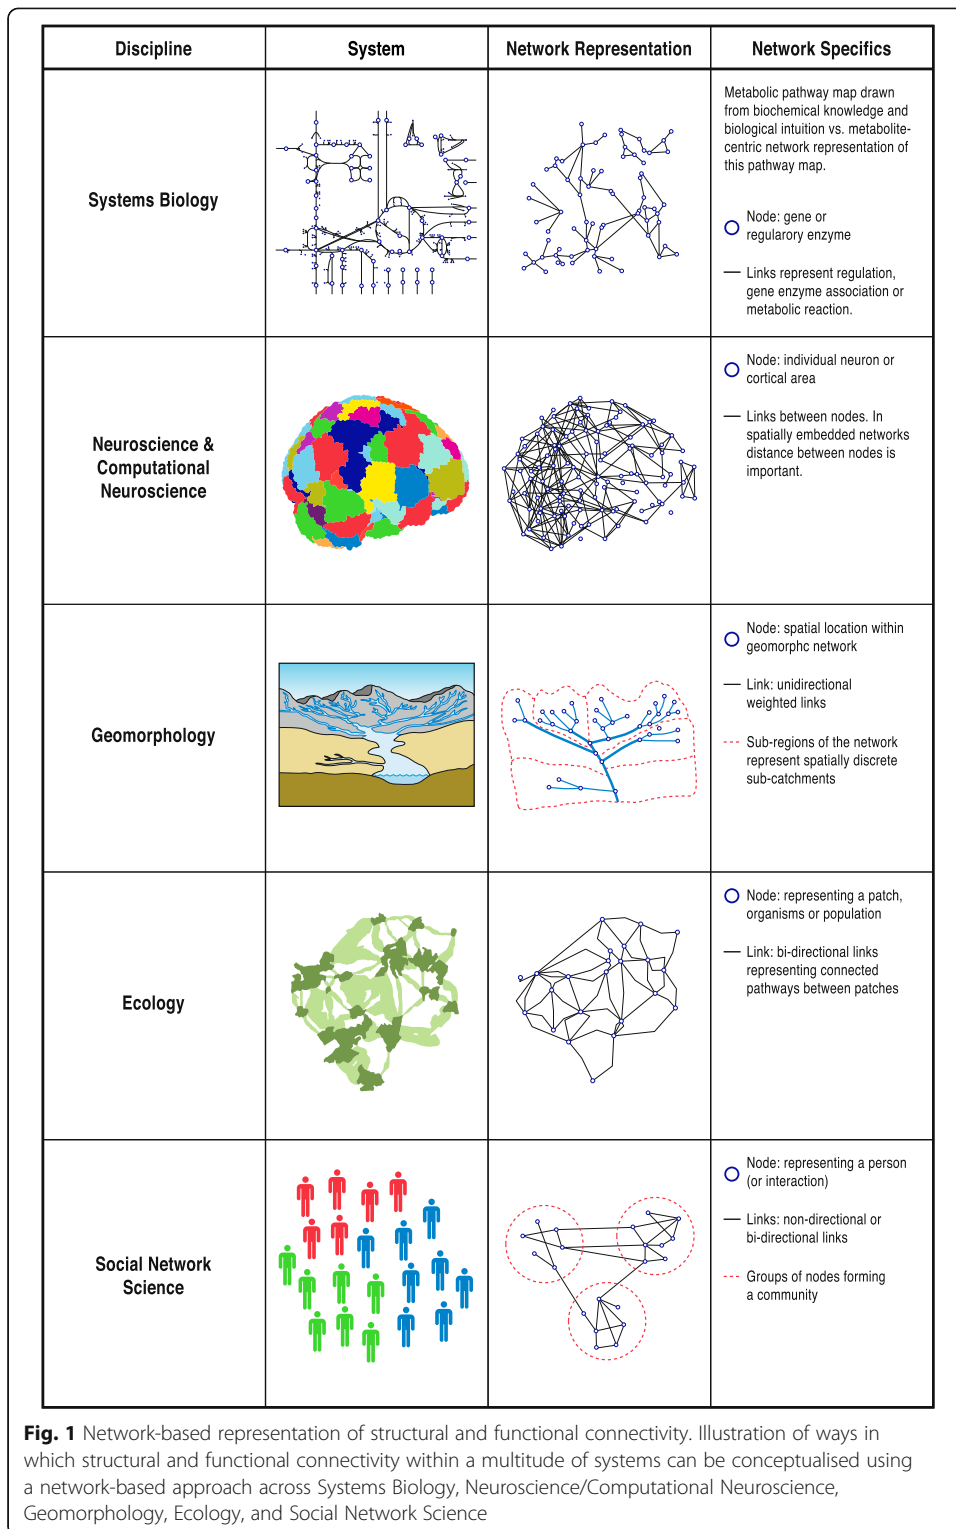 Discipline System Network Representation Network Specifics
Systems Biology
Metabolic pathway map drawn
from biochemical knowledge and
biological intuition vs. metabolite-
centric network representation of
this pathway map.
Node: gene or
regularory enzyme
Links represent regulation,
gene enzyme association or
metabolic reaction.
Neuroscience &
Computational
Neuroscience
Node: individual neuron or
cortical area
Links between nodes. In
spatially embedded networks
distance between nodes is
important.
Geomorphology
Node: spatial location within
geomorphc network
Link: unidirectional
weighted links
Sub-regions of the network
represent spatially discrete
sub-catchments
Ecology
Node: representing a patch,
organisms or population
Link: bi-directional links
representing connected
pathways between patches
Social Network
Science
Node: representing a person
(or interaction)
Links: non-directional or
bi-directional links
Groups of nodes forming
a community
Fig. 1 Network-based representation of structural and functional connectivity. Illustration of ways in
which structural and functional connectivity within a multitude of systems can be conceptualised using
a network-based approach across Systems Biology, Neuroscience/Computational Neuroscience,
Geomorphology, Ecology, and Social Network Science